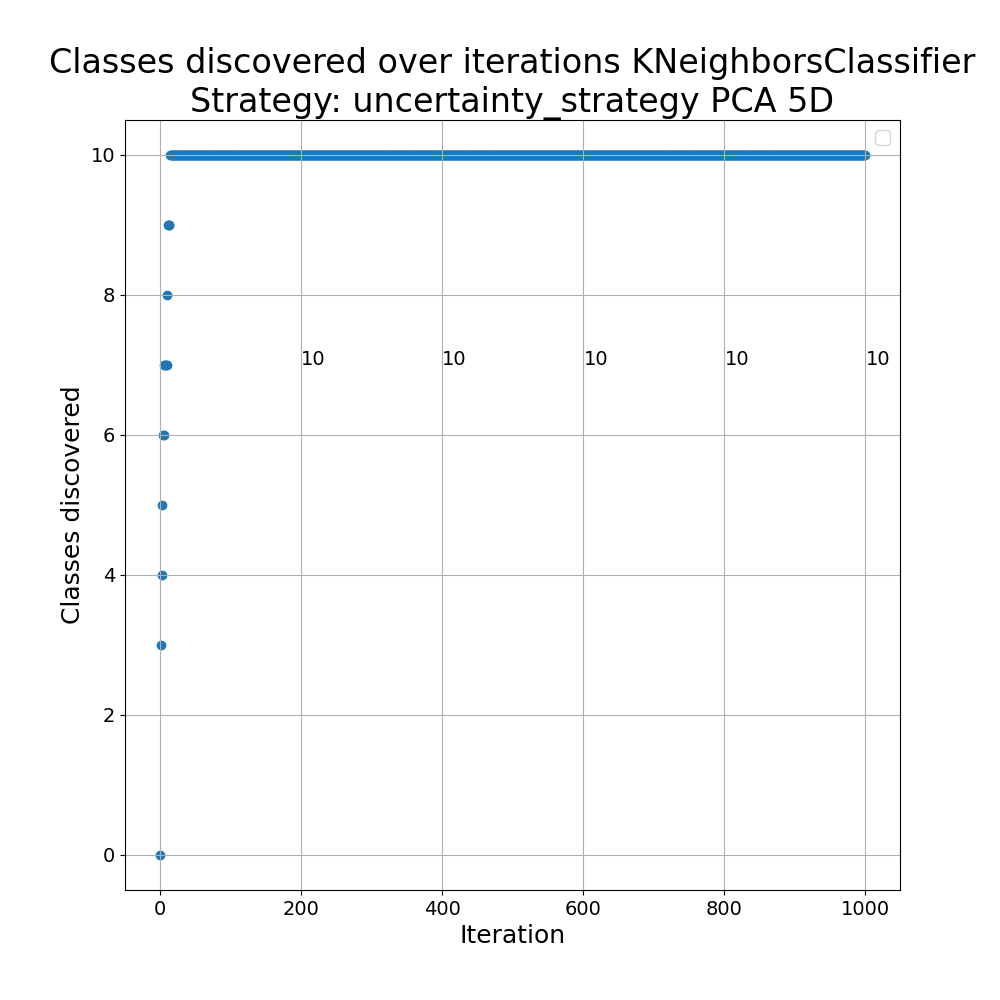 Classes discovered over iterations KNeighborsClassifier
Strategy: uncertainty_strategy PCA 5D
Classes discovered
10
8
6
4
2
0
10 10 10 10 10
0 200 400 600 800 1000
Iteration